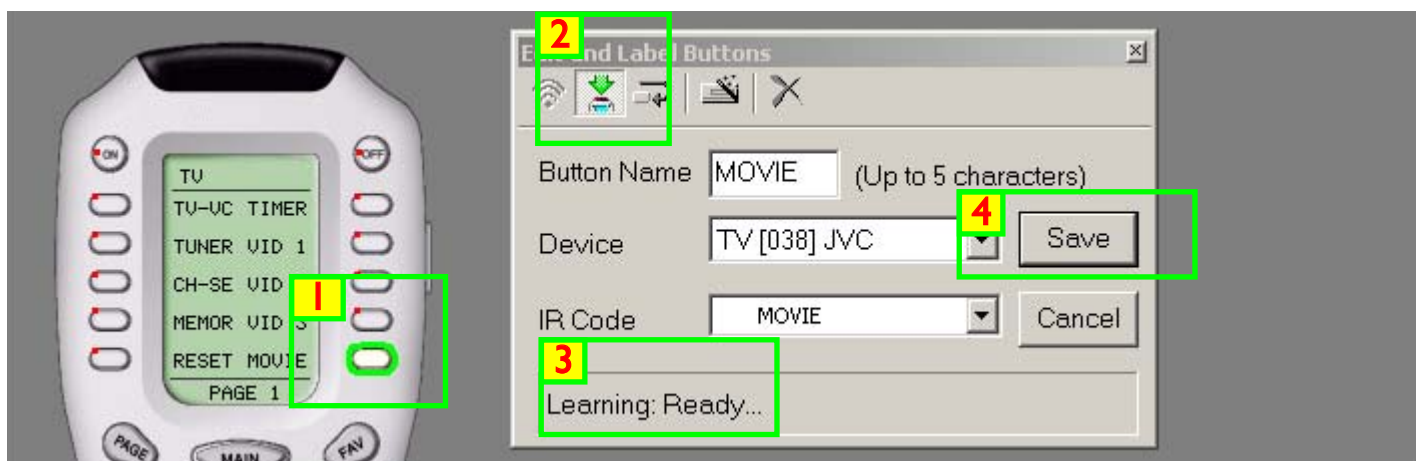 ON
OFF
TV
TV-VC TIMER
TUNER VID 1
CH-SE VID
MEMOR VID 3
RESET MOVIE
PAGE 1
PAGE
MAIN
FAV
1
2
and Label Buttons
Button Name MOVIE (Up to 5 characters)
4
Device TV [038] JVC Save
IR Code MOVIE Cancel
3
Learning: Ready...